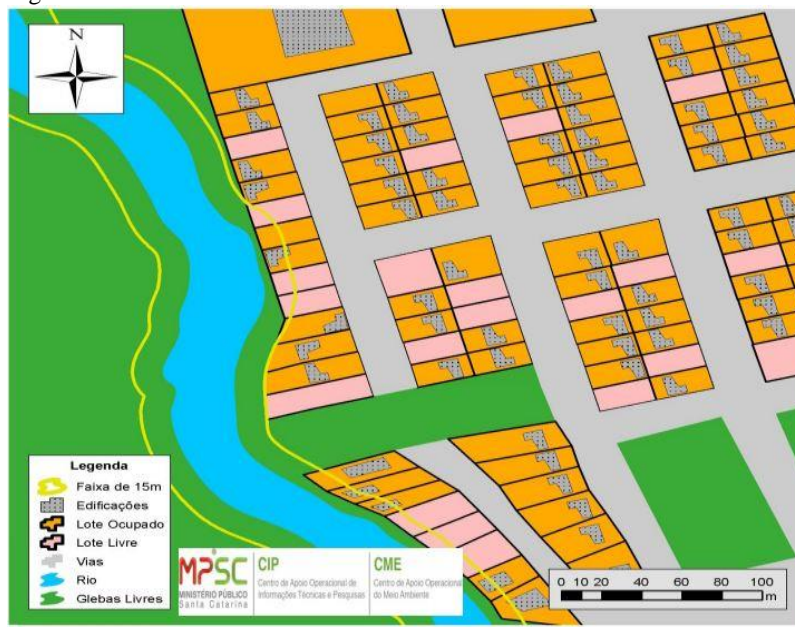 N
Legenda
Faixa de 15m
Edificações
Lote Ocupado
Lote Livre
Vias
Rio
Glebas Livres
MPSC
MINISTÉRIO PÚBLICO
Santa Catarina
CIP
Centro de Apoio Operacional de
Informações Técnicas e Pesquisas
CME
Centro de Apoio Operacional
do Meio Ambiente
0 10 20 40 60 80 100
m